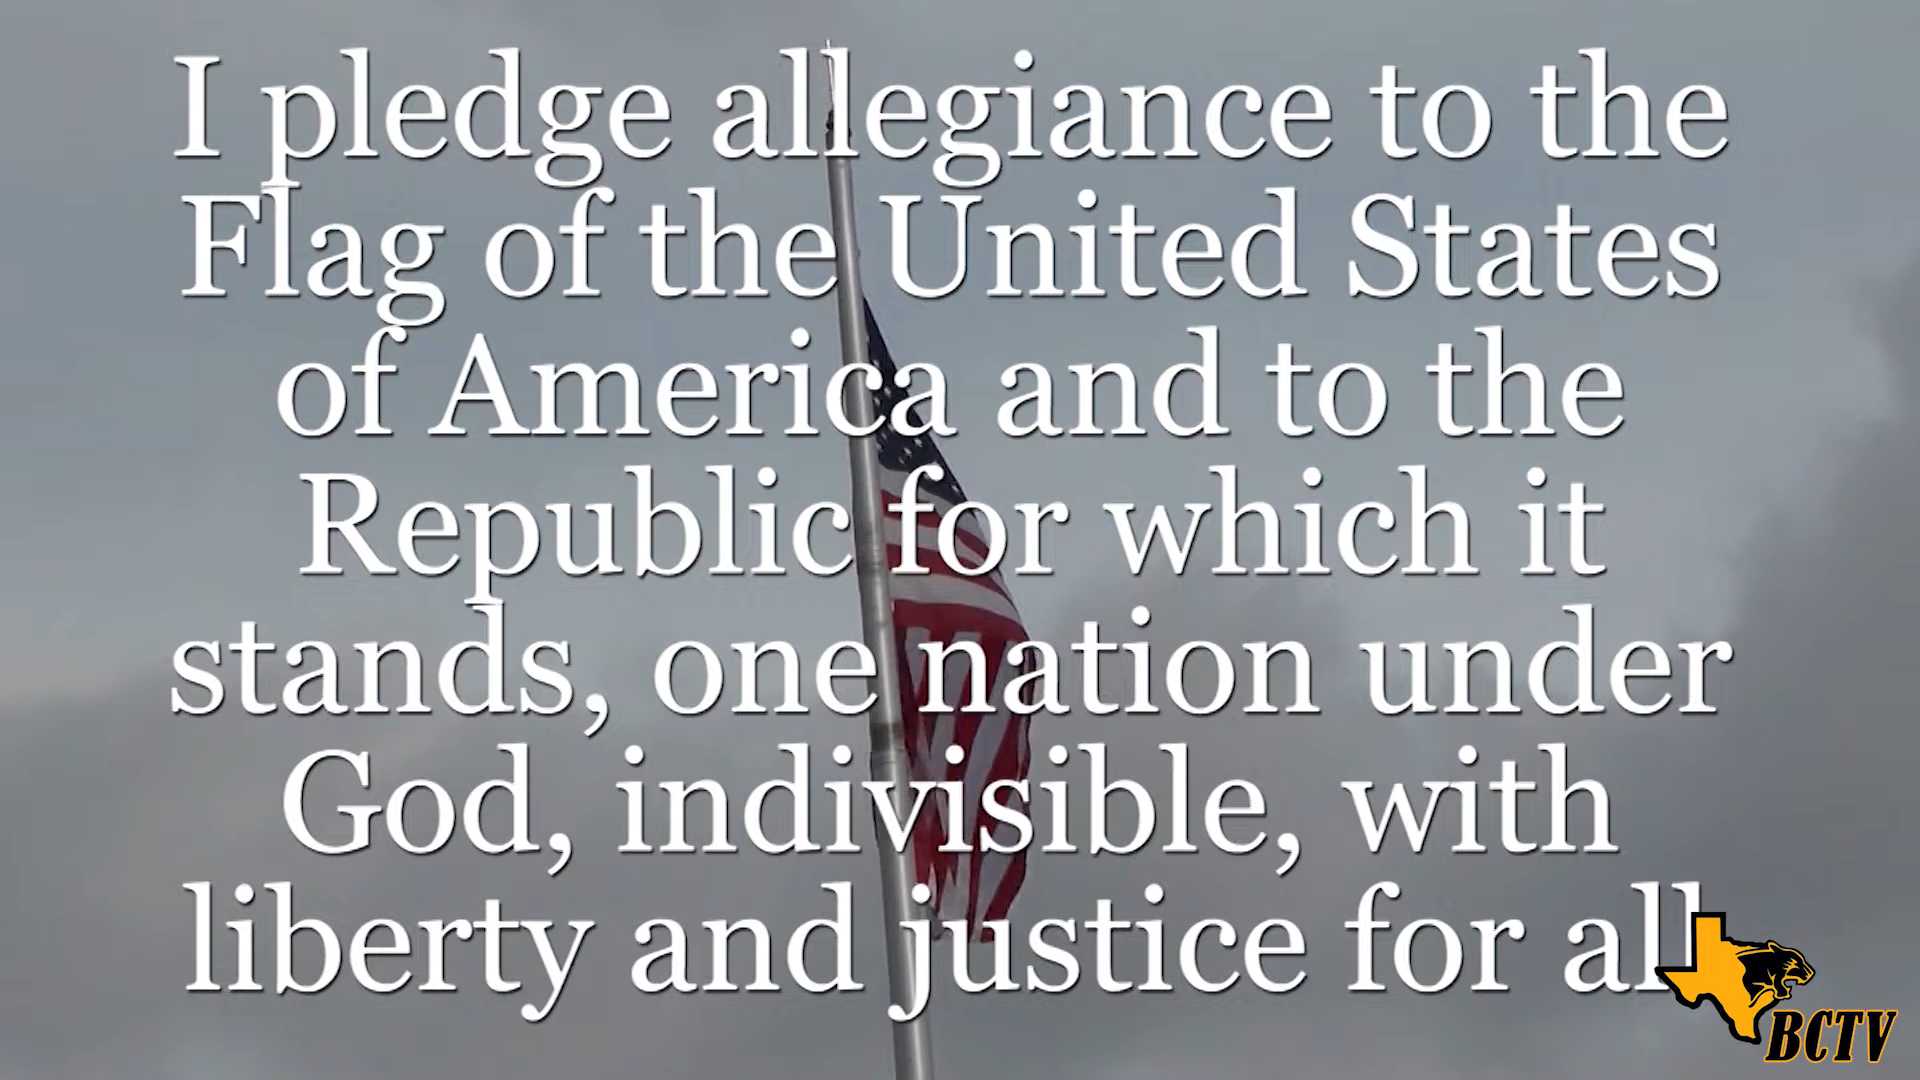 I pledge allegiance to the
Flag of the United States
of America and to the
Republic for which it
stands, one nation under
God, indivisible, with
liberty and justice for all
BCTV